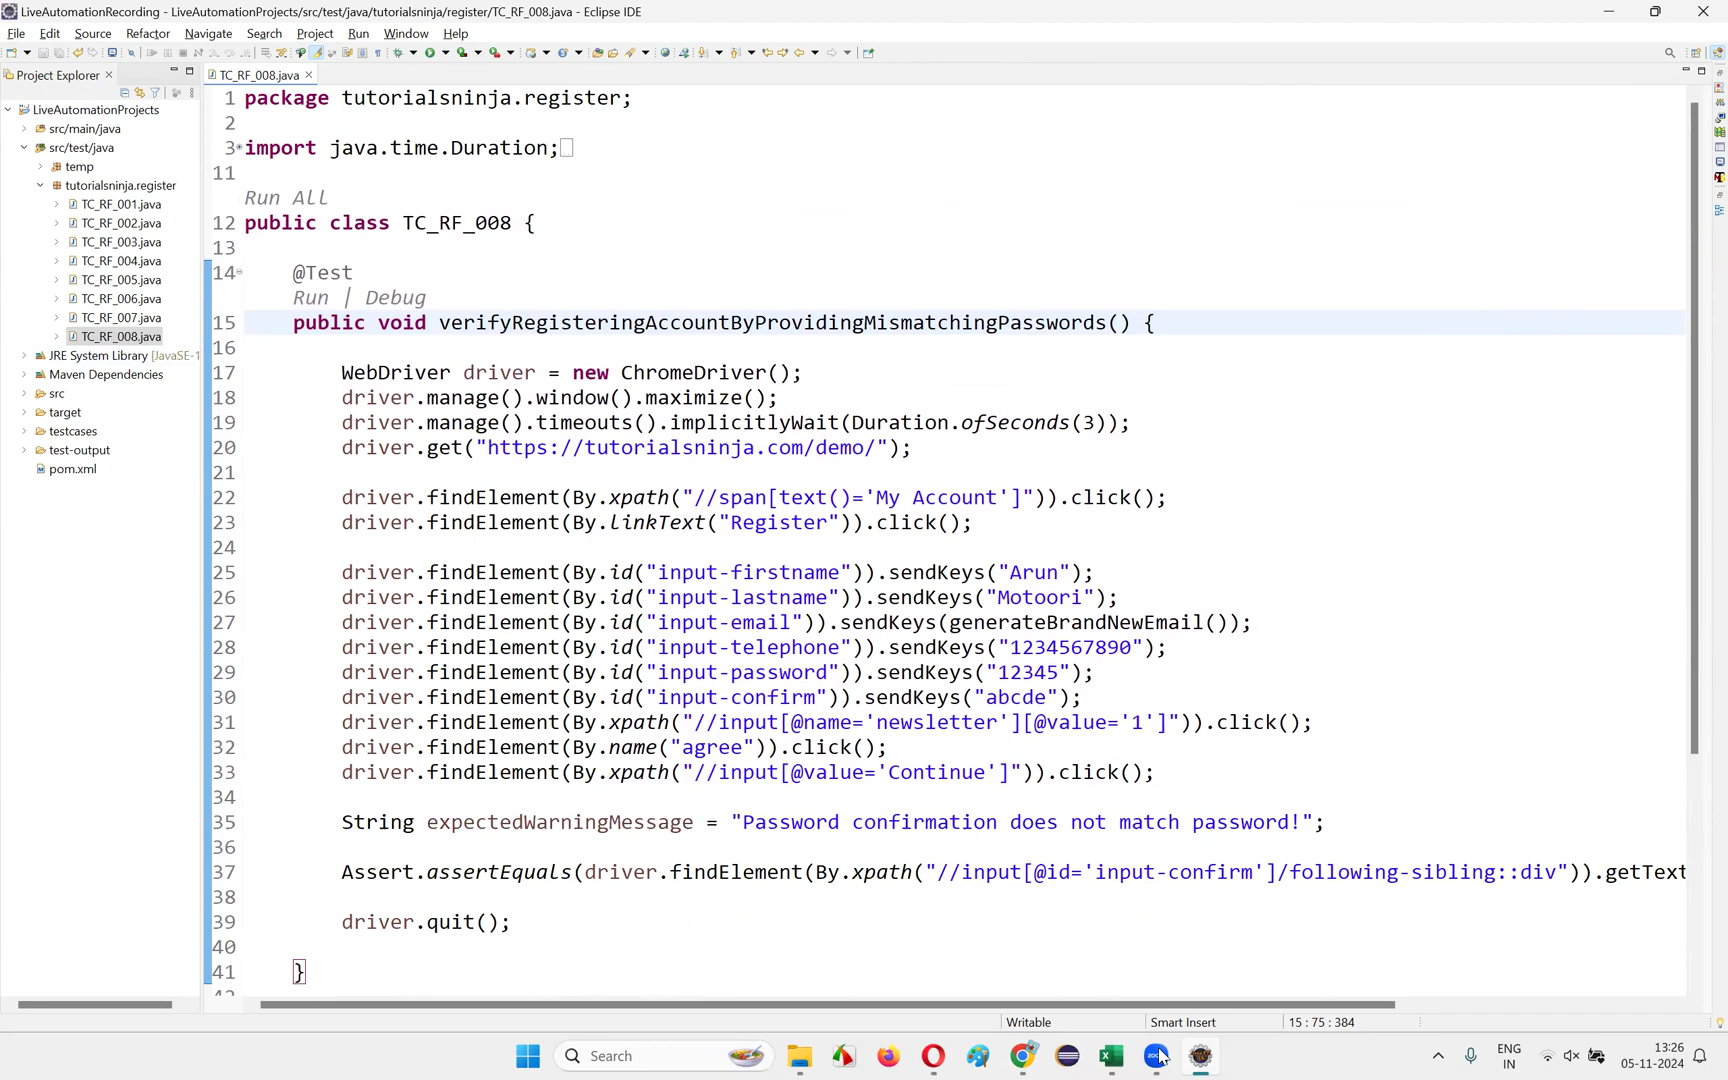 LiveAutomationRecording - LiveAutomationProjects/src/test/java/tutorialsninja/register/TC_RF_008.java - Eclipse IDE
File Edit Source Refactor Navigate Search Project Run Window Help
Project Explorer
TC_RF_008.java
LiveAutomationProjects
src/main/java
src/test/java
temp
tutorialsninja.register
TC_RF_001.java
TC_RF_002.java
TC_RF_003.java
TC_RF_004.java
TC_RF_005.java
TC_RF_006.java
TC_RF_007.java
TC_RF_008.java
JRE System Library [JavaSE-1
Maven Dependencies
src
target
testcases
test-output
pom.xml
1 package tutorialsninja.register;
2
3 import java.time.Duration;
11
Run All
12 public class TC_RF_008 {
13
14 @Test
Run | Debug
15 public void verifyRegisteringAccountByProvidingMismatchingPasswords() {
16
17 WebDriver driver = new ChromeDriver();
18 driver.manage().window().maximize();
19 driver.manage().timeouts().implicitlyWait(Duration.ofSeconds(3));
20 driver.get("https://tutorialsninja.com/demo/");
21
22 driver.findElement(By.xpath("//span[text()='My Account']")).click();
23 driver.findElement(By.linkText("Register")).click();
24
25 driver.findElement(By.id("input-firstname")).sendKeys("Arun");
26 driver.findElement(By.id("input-lastname")).sendKeys("Motoori");
27 driver.findElement(By.id("input-email")).sendKeys(generateBrandNewEmail());
28 driver.findElement(By.id("input-telephone")).sendKeys("1234567890");
29 driver.findElement(By.id("input-password")).sendKeys("12345");
30 driver.findElement(By.id("input-confirm")).sendKeys("abcde");
31 driver.findElement(By.xpath("//input[@name='newsletter'][@value='1']")).click();
32 driver.findElement(By.name("agree")).click();
33 driver.findElement(By.xpath("//input[@value='Continue']")).click();
34
35 String expectedWarningMessage = "Password confirmation does not match password!";
36
37 Assert.assertEquals(driver.findElement(By.xpath("//input[@id='input-confirm']/following-sibling::div")).getText
38
39 driver.quit();
40
41 }
Writable Smart Insert 15 : 75 : 384
Search
ENG
IN
13:26
05-11-2024